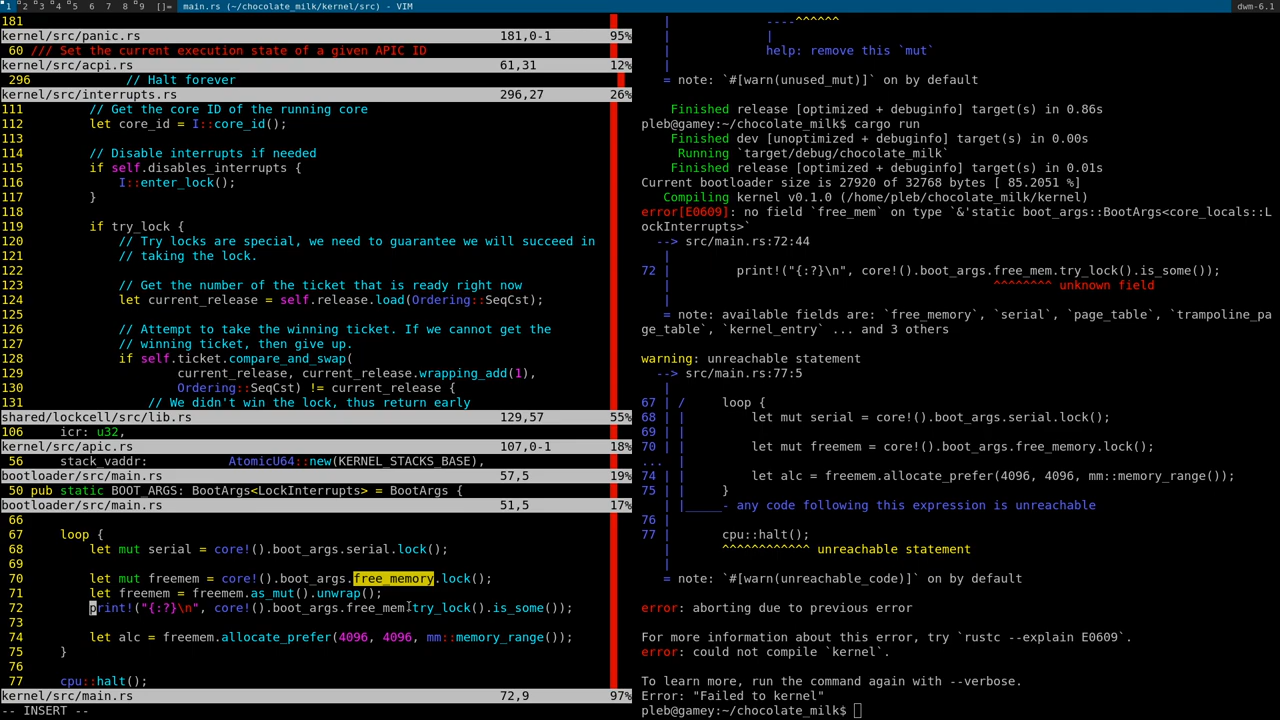 1 2 3 4 5 6 7 8 9 []= main.rs (~/chocolate_milk/kernel/src) - VIM dwm-6.1
181
kernel/src/panic.rs 181,0-1 95%
60 /// Set the current execution state of a given APIC ID
kernel/src/acpi.rs 61,31 12%
296 // Halt forever
kernel/src/interrupts.rs 296,27 26%
111 // Get the core ID of the running core
112 let core_id = I::core_id();
113
114 // Disable interrupts if needed
115 if self.disables_interrupts {
116 I::enter_lock();
117 }
118
119 if try_lock {
120 // Try locks are special, we need to guarantee we will succeed in
121 // taking the lock.
122
123 // Get the number of the ticket that is ready right now
124 let current_release = self.release.load(Ordering::SeqCst);
125
126 // Attempt to take the winning ticket. If we cannot get the
127 // winning ticket, then give up.
128 if self.ticket.compare_and_swap(
129 current_release, current_release.wrapping_add(1),
130 Ordering::SeqCst) != current_release {
131 // We didn't win the lock, thus return early
shared/lockcell/src/lib.rs 129,57 55%
106 icr: u32,
kernel/src/apic.rs 107,0-1 18%
56 stack_vaddr: AtomicU64::new(KERNEL_STACKS_BASE),
bootloader/src/main.rs 57,5 19%
50 pub static BOOT_ARGS: BootArgs<LockInterrupts> = BootArgs {
bootloader/src/main.rs 51,5 17%
66
67 loop {
68 let mut serial = core!().boot_args.serial.lock();
69
70 let mut freemem = core!().boot_args.free_memory.lock();
71 let freemem = freemem.as_mut().unwrap();
72 print!("{:?}\n", core!().boot_args.free_mem.try_lock().is_some());
73
74 let alc = freemem.allocate_prefer(4096, 4096, mm::memory_range());
75 }
76
77 cpu::halt();
kernel/src/main.rs 72,9 97%
-- INSERT --
| ----^^^^^^
| |
| help: remove this `mut`
|
= note: `#[warn(unused_mut)]` on by default
Finished release [optimized + debuginfo] target(s) in 0.86s
pleb@gamey:~/chocolate_milk$ cargo run
Finished dev [unoptimized + debuginfo] target(s) in 0.00s
Running `target/debug/chocolate_milk`
Finished release [optimized + debuginfo] target(s) in 0.01s
Current bootloader size is 27920 of 32768 bytes [ 85.2051 %]
Compiling kernel v0.1.0 (/home/pleb/chocolate_milk/kernel)
error[E0609]: no field `free_mem` on type `&'static boot_args::BootArgs<core_locals::L
ockInterrupts>`
--> src/main.rs:72:44
|
72 | print!("{:?}\n", core!().boot_args.free_mem.try_lock().is_some());
| ^^^^^^^^ unknown field
|
= note: available fields are: `free_memory`, `serial`, `page_table`, `trampoline_pa
ge_table`, `kernel_entry` ... and 3 others
warning: unreachable statement
--> src/main.rs:77:5
|
67 | / loop {
68 | | let mut serial = core!().boot_args.serial.lock();
69 | |
70 | | let mut freemem = core!().boot_args.free_memory.lock();
... |
74 | | let alc = freemem.allocate_prefer(4096, 4096, mm::memory_range());
75 | | }
| |_____- any code following this expression is unreachable
76 |
77 | cpu::halt();
| ^^^^^^^^^^^^ unreachable statement
|
= note: `#[warn(unreachable_code)]` on by default
error: aborting due to previous error
For more information about this error, try `rustc --explain E0609`.
error: could not compile `kernel`.
To learn more, run the command again with --verbose.
Error: "Failed to kernel"
pleb@gamey:~/chocolate_milk$